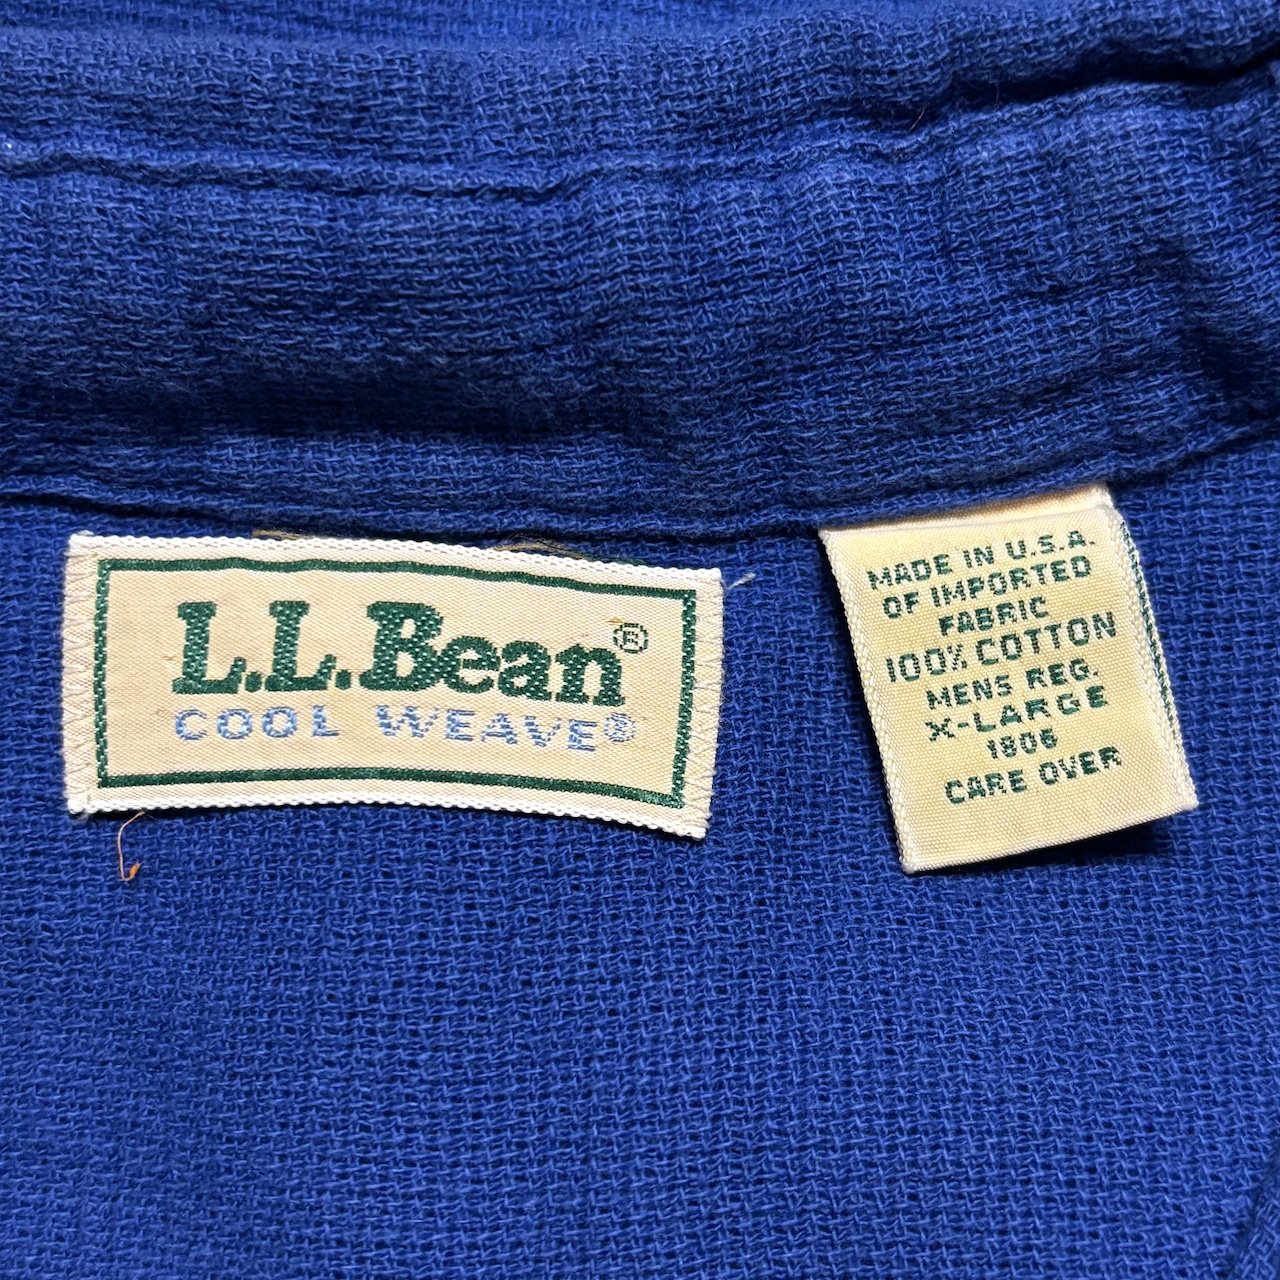 L.L.Bean®
COOL WEAVE®
MADE IN U.S.A.
OF IMPORTED
FABRIC
100% COTTON
MENS REG.
X-LARGE
1806
CARE OVER